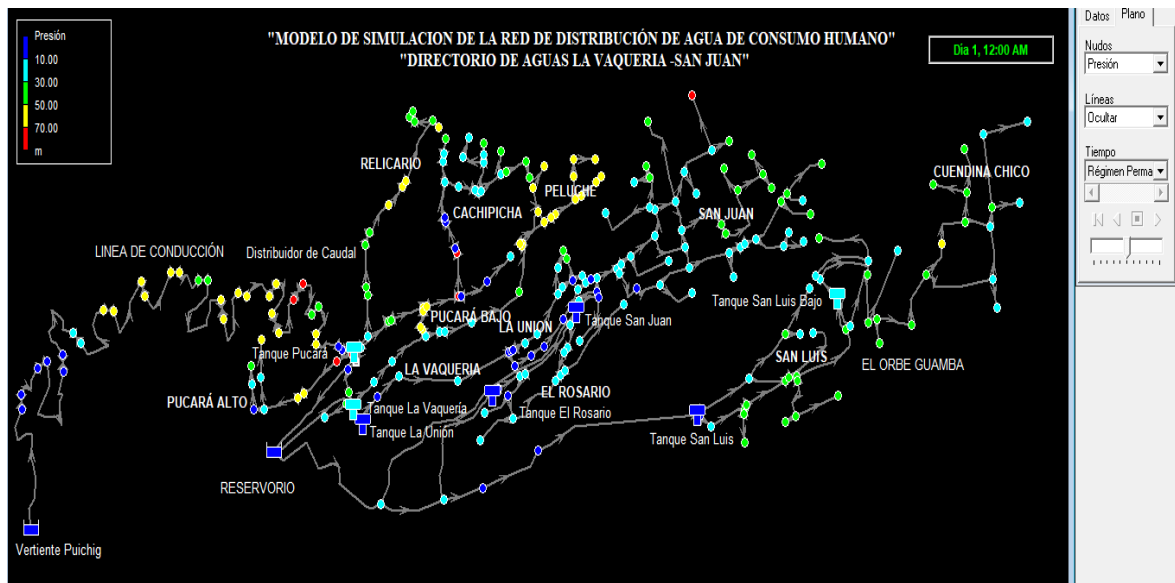 Presión
10.00
30.00
50.00
70.00
m
"MODELO DE SIMULACION DE LA RED DE DISTRIBUCIÓN DE AGUA DE CONSUMO HUMANO"
"DIRECTORIO DE AGUAS LA VAQUERIA -SAN JUAN"
Día 1, 12:00 AM
RELICARIO
CACHIPICHA
PELUCHE
SAN JUAN
CUENDINA CHICO
LINEA DE CONDUCCIÓN
Distribuidor de Caudal
PUCARÁ BAJO
LA UNION
Tanque San Juan
Tanque San Luis Bajo
Tanque Pucará
LA VAQUERIA
SAN LUIS
EL ORBE GUAMBA
PUCARÁ ALTO
EL ROSARIO
Tanque La Vaquería
Tanque El Rosario
Tanque La Unión
Tanque San Luis
RESERVORIO
Vertiente Puichig
Datos
Plano
Nudos
Presión
Líneas
Ocultar
Tiempo
Régimen Perma